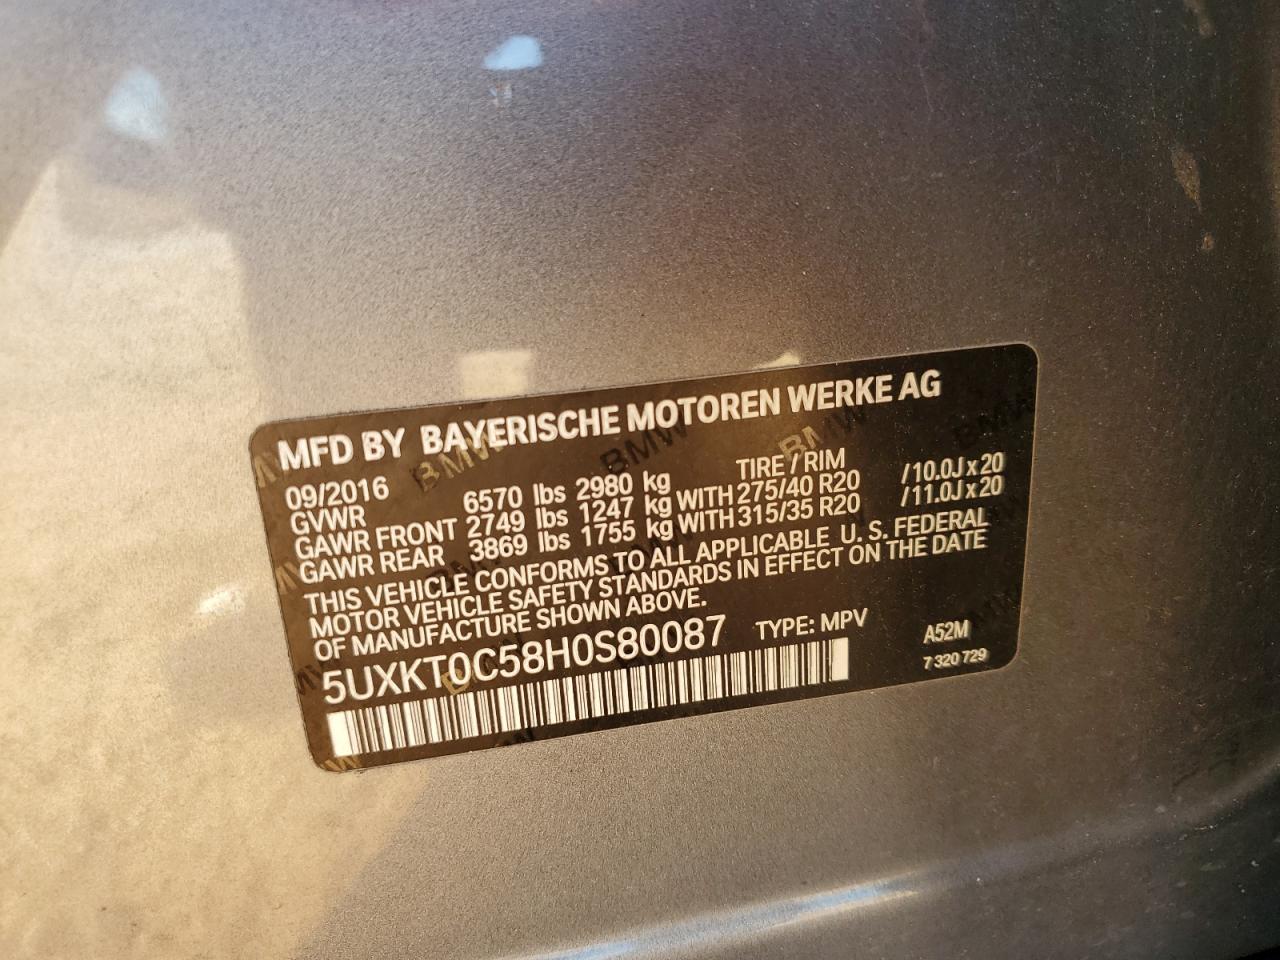 MFD BY BAYERISCHE MOTOREN WERKE AG
09/2016 TIRE / RIM
GVWR 6570 lbs 2980 kg
GAWR FRONT 2749 lbs 1247 kg WITH 275/40 R20 /10.0J x 20
GAWR REAR 3869 lbs 1755 kg WITH 315/35 R20 /11.0J x 20
THIS VEHICLE CONFORMS TO ALL APPLICABLE U. S. FEDERAL
MOTOR VEHICLE SAFETY STANDARDS IN EFFECT ON THE DATE
OF MANUFACTURE SHOWN ABOVE.
5UXKT0C58H0S80087 TYPE: MPV A52M
7 320 729